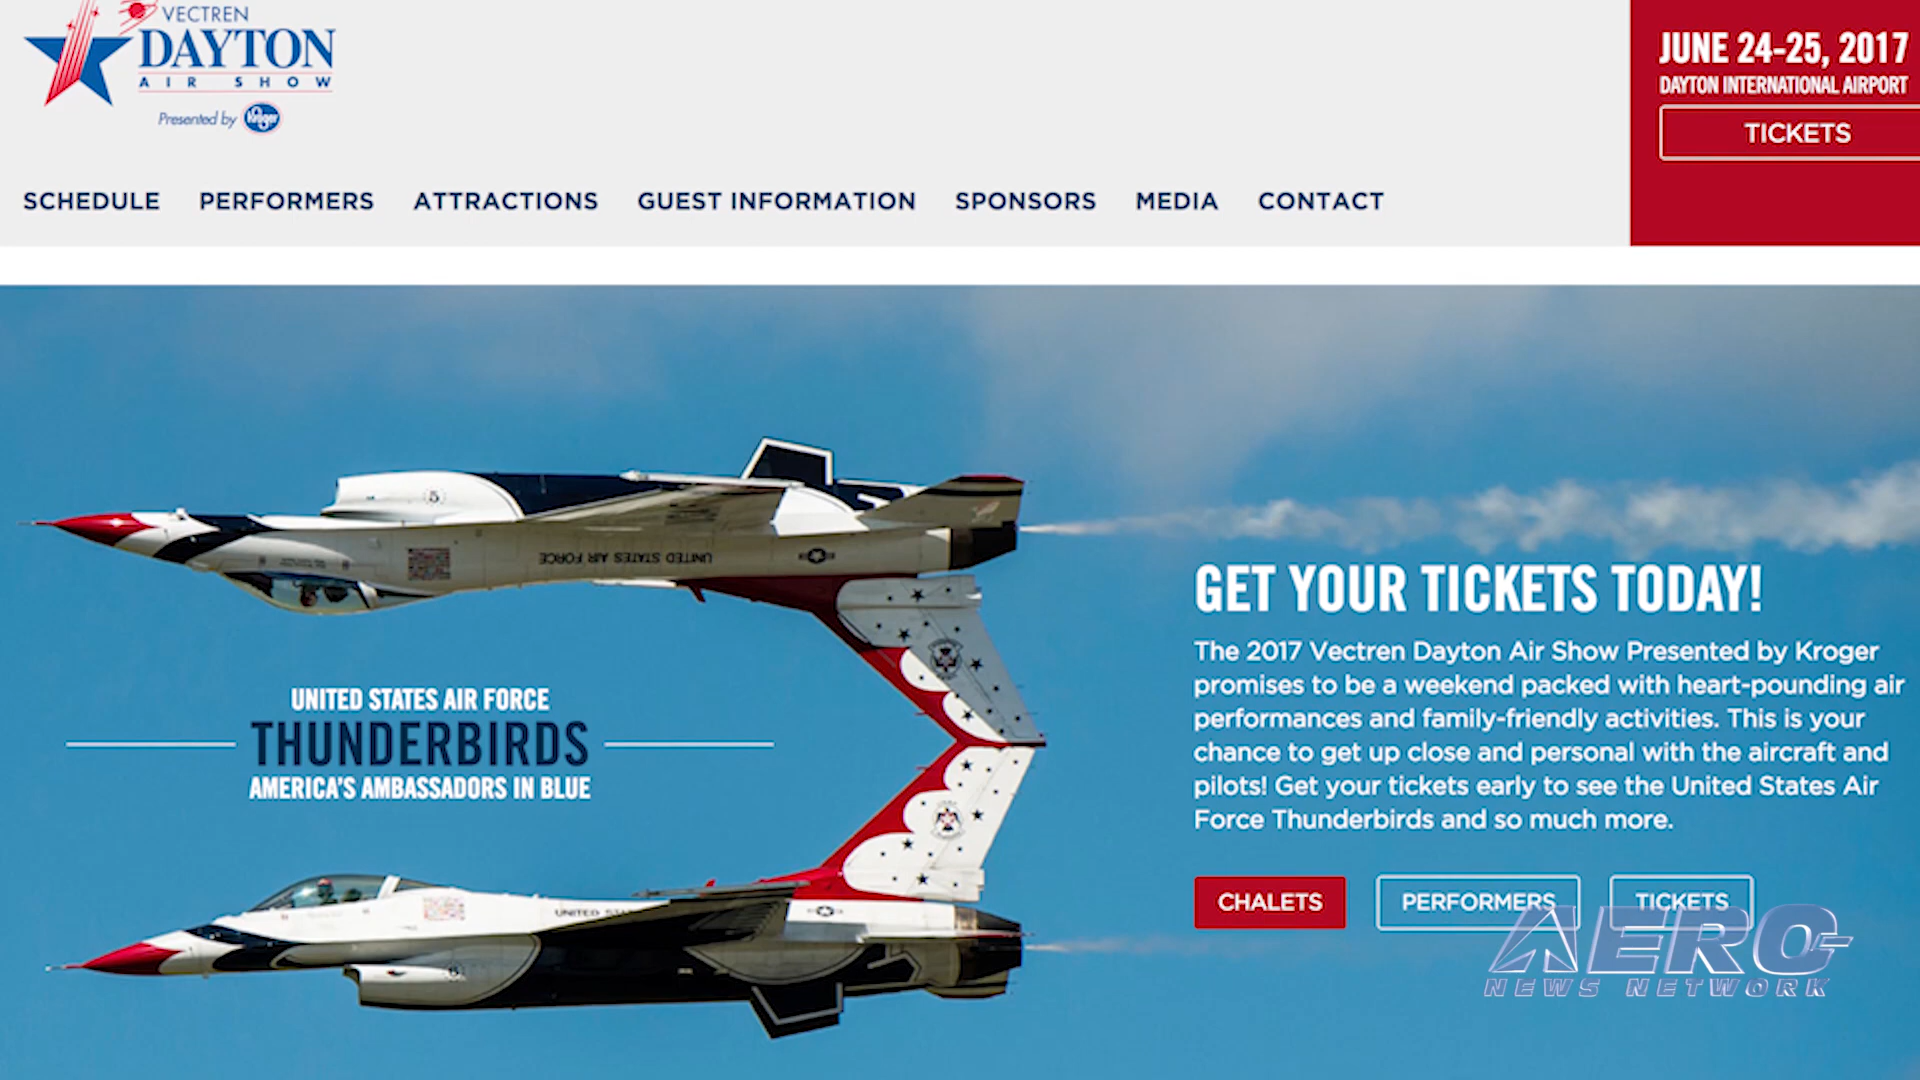 VECTREN
DAYTON
AIR SHOW
Presented by Kroger
JUNE 24-25, 2017
DAYTON INTERNATIONAL AIRPORT
TICKETS
SCHEDULE PERFORMERS ATTRACTIONS GUEST INFORMATION SPONSORS MEDIA CONTACT
5
UNITED STATES AIR FORCE
UNITED STATES AIR FORCE
THUNDERBIRDS
AMERICA'S AMBASSADORS IN BLUE
GET YOUR TICKETS TODAY!
The 2017 Vectren Dayton Air Show Presented by Kroger
promises to be a weekend packed with heart-pounding air
performances and family-friendly activities. This is your
chance to get up close and personal with the aircraft and
pilots! Get your tickets early to see the United States Air
Force Thunderbirds and so much more.
CHALETS PERFORMERS TICKETS
UNITED STA
AERO
NEWS NETWORK